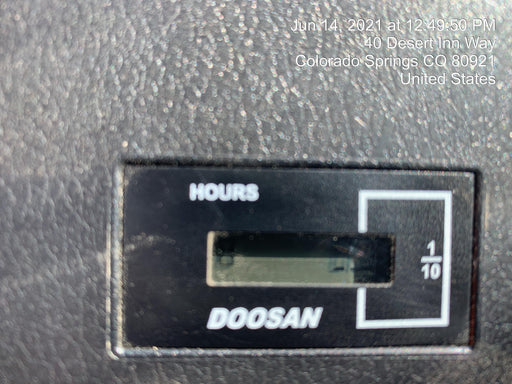 Jun 14, 2021 at 12:49:50 PM
40 Desert Inn Way
Colorado Springs CO 80921
United States
HOURS
1
10
DOOSAN